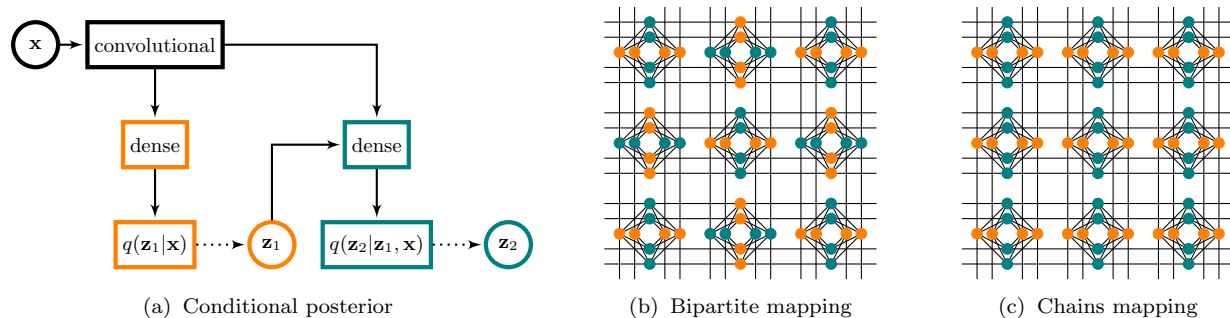 x
convolutional
dense
dense
q(z₁|x)
z₁
q(z₂|z₁, x)
z₂
(a) Conditional posterior
(b) Bipartite mapping
(c) Chains mapping